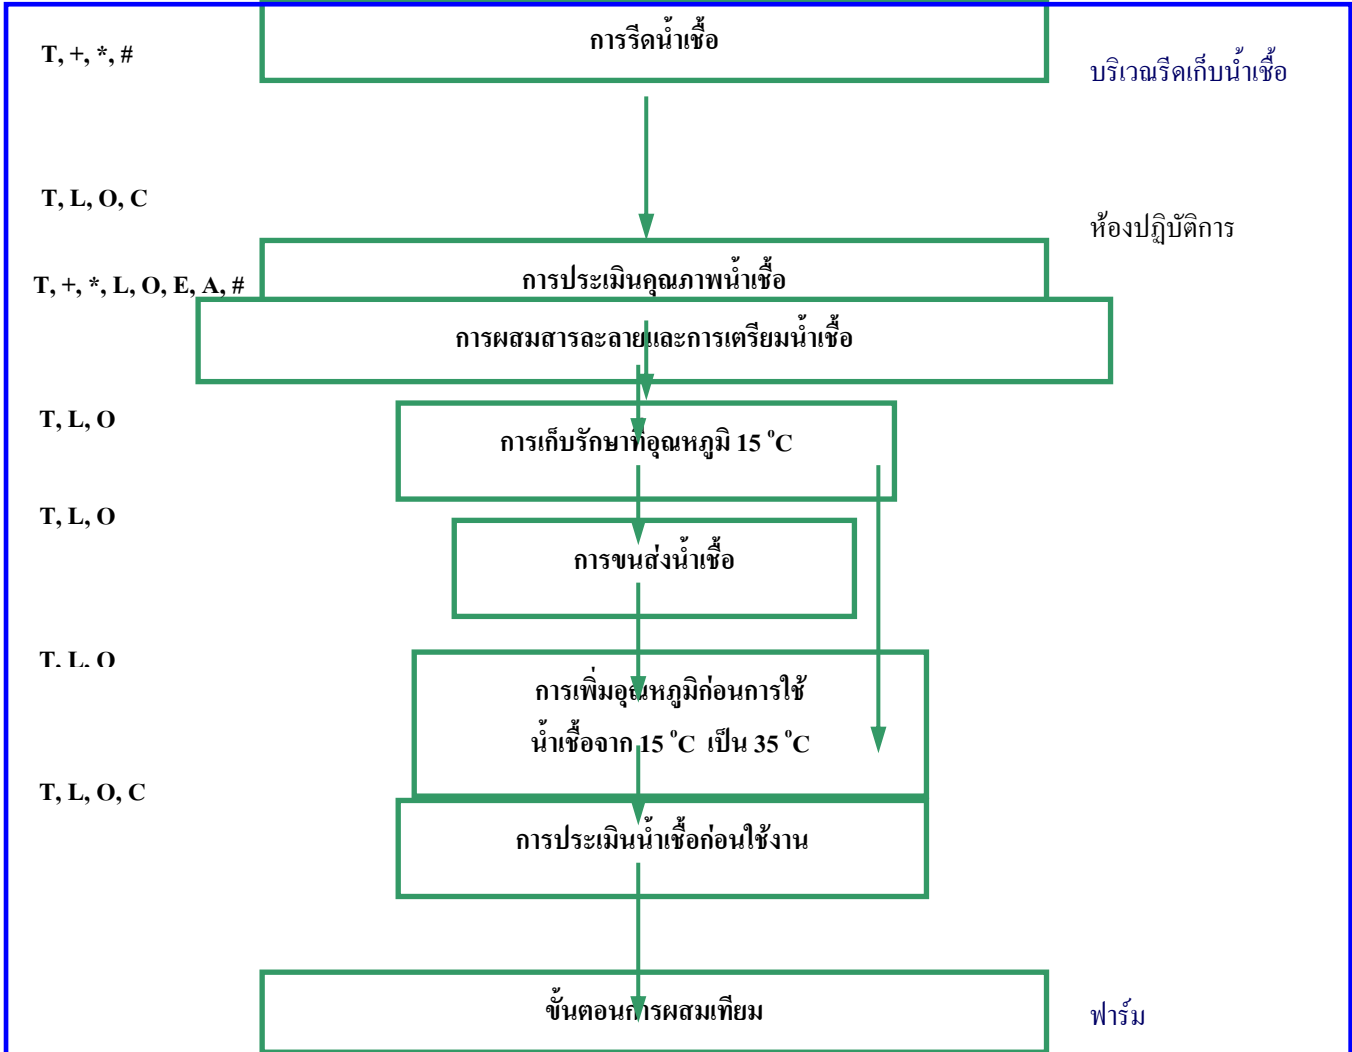 การรีดน้ำเชื้อ
T, +, *, #
บริเวณรีดเก็บน้ำเชื้อ
T, L, O, C
ห้องปฏิบัติการ
การประเมินคุณภาพน้ำเชื้อ
T, +, *, L, O, E, A, #
การผสมสารละลายและการเตรียมน้ำเชื้อ
T, L, O
การเก็บรักษาที่อุณหภูมิ 15 °C
T, L, O
การขนส่งน้ำเชื้อ
T, L, O
การเพิ่มอุณหภูมิก่อนการใช้
น้ำเชื้อจาก 15 °C เป็น 35 °C
T, L, O, C
การประเมินน้ำเชื้อก่อนใช้งาน
ขั้นตอนการผสมเทียม
ฟาร์ม